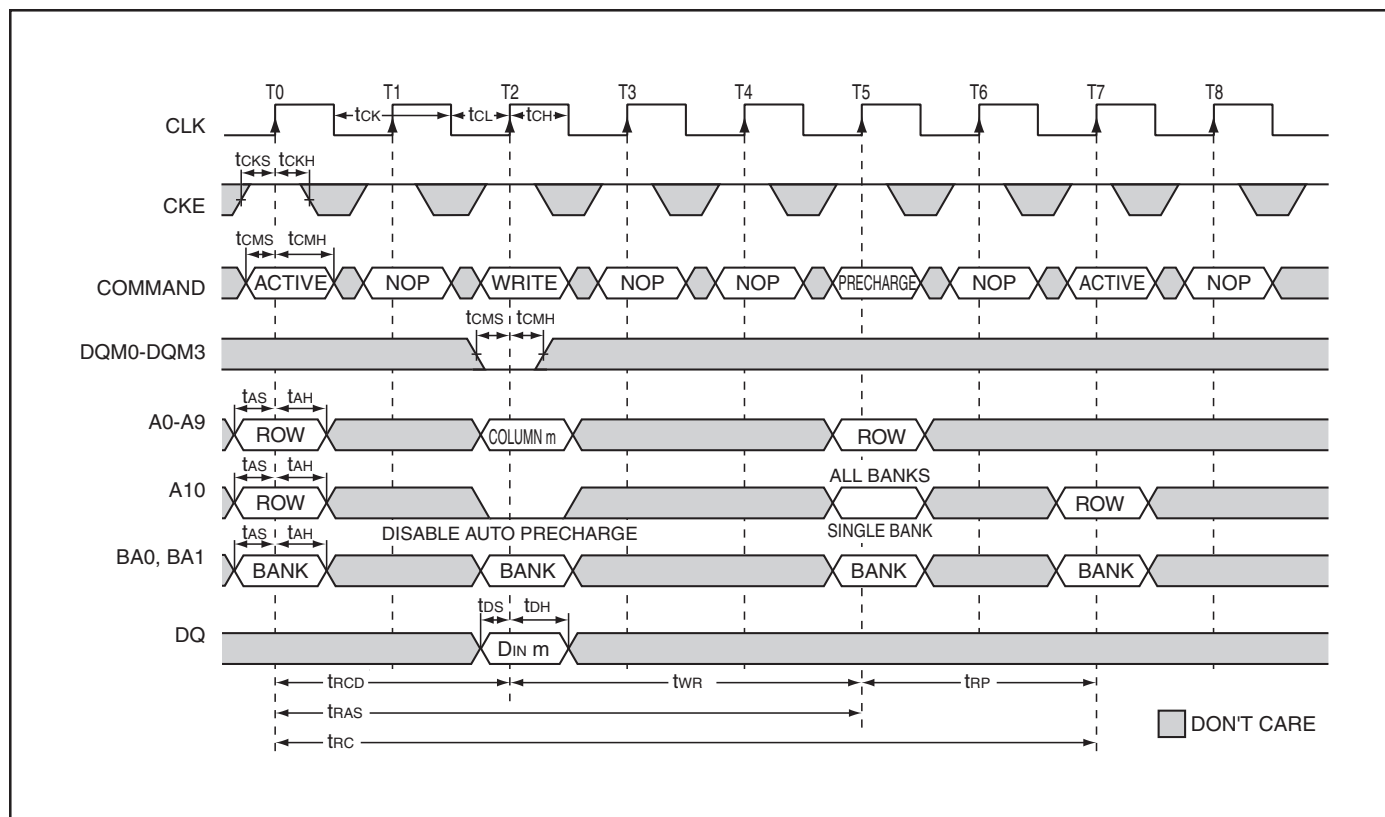 T0 T1 T2 T3 T4 T5 T6 T7 T8
CLK tCK tCL tCH
tCKS tCKH
CKE
tCMS tCMH
COMMAND ACTIVE NOP WRITE NOP NOP PRECHARGE NOP ACTIVE NOP
tCMS tCMH
DQM0-DQM3
tAS tAH
A0-A9 ROW COLUMN m ROW
tAS tAH ALL BANKS
A10 ROW ROW
tAS tAH DISABLE AUTO PRECHARGE SINGLE BANK
BA0, BA1 BANK BANK BANK BANK
tDS tDH
DQ DIN m
tRCD tWR tRP
tRAS
DON'T CARE
tRC